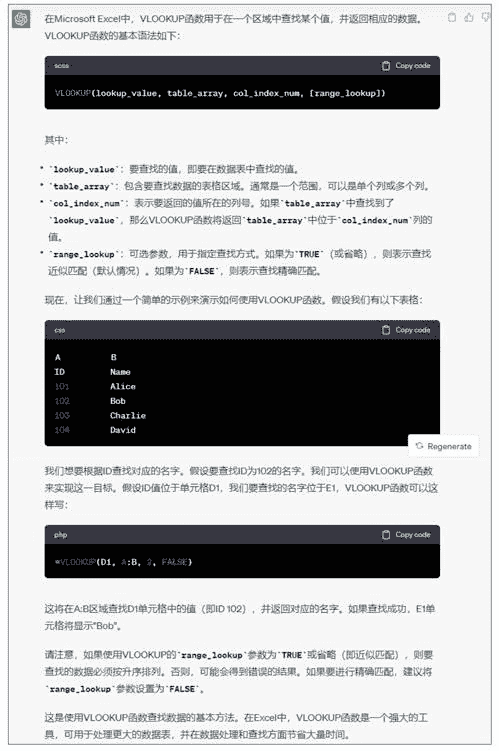 在Microsoft Excel中，VLOOKUP函数用于在一个区域中查找某个值，并返回相应的数据。
VLOOKUP函数的基本语法如下：
scss
Copy code
VLOOKUP(lookup_value, table_array, col_index_num, [range_lookup])
其中：
• `lookup_value`：要查找的值，即要在数据表中查找的值。
• `table_array`：包含要查找数据的表格区域。通常是一个范围，可以是单个列或多个列。
• `col_index_num`：表示要返回的值所在的列号。如果`table_array`中查找到了
`lookup_value`，那么VLOOKUP函数将返回`table_array`中位于`col_index_num`列的
值。
• `range_lookup`：可选参数，用于指定查找方式。如果为`TRUE`（或省略），则表示查找
近似匹配（默认情况）。如果为`FALSE`，则表示查找精确匹配。
现在，让我们通过一个简单的示例来演示如何使用VLOOKUP函数。假设我们有以下表格：
css
Copy code
A B
ID Name
101 Alice
102 Bob
103 Charlie
104 David
Regenerate
我们想要根据ID查找对应的名字。假设要查找ID为102的名字。我们可以使用VLOOKUP函数
来实现这一目标。假设ID值位于单元格D1，我们要查找的名字位于E1，VLOOKUP函数可以这
样写：
php
Copy code
=VLOOKUP(D1, A:B, 2, FALSE)
这将在A:B区域查找D1单元格中的值（即ID 102），并返回对应的名字。如果查找成功，E1单
元格将显示"Bob"。
请注意，如果使用VLOOKUP的`range_lookup`参数为`TRUE`或省略（即近似匹配），则要
查找的数据必须按升序排列。否则，可能会得到错误的结果。如果要进行精确匹配，建议将
`range_lookup`参数设置为`FALSE`。
这是使用VLOOKUP函数查找数据的基本方法。在Excel中，VLOOKUP函数是一个强大的工
具，可用于处理更大的数据表，并在数据处理和查找方面节省大量时间。